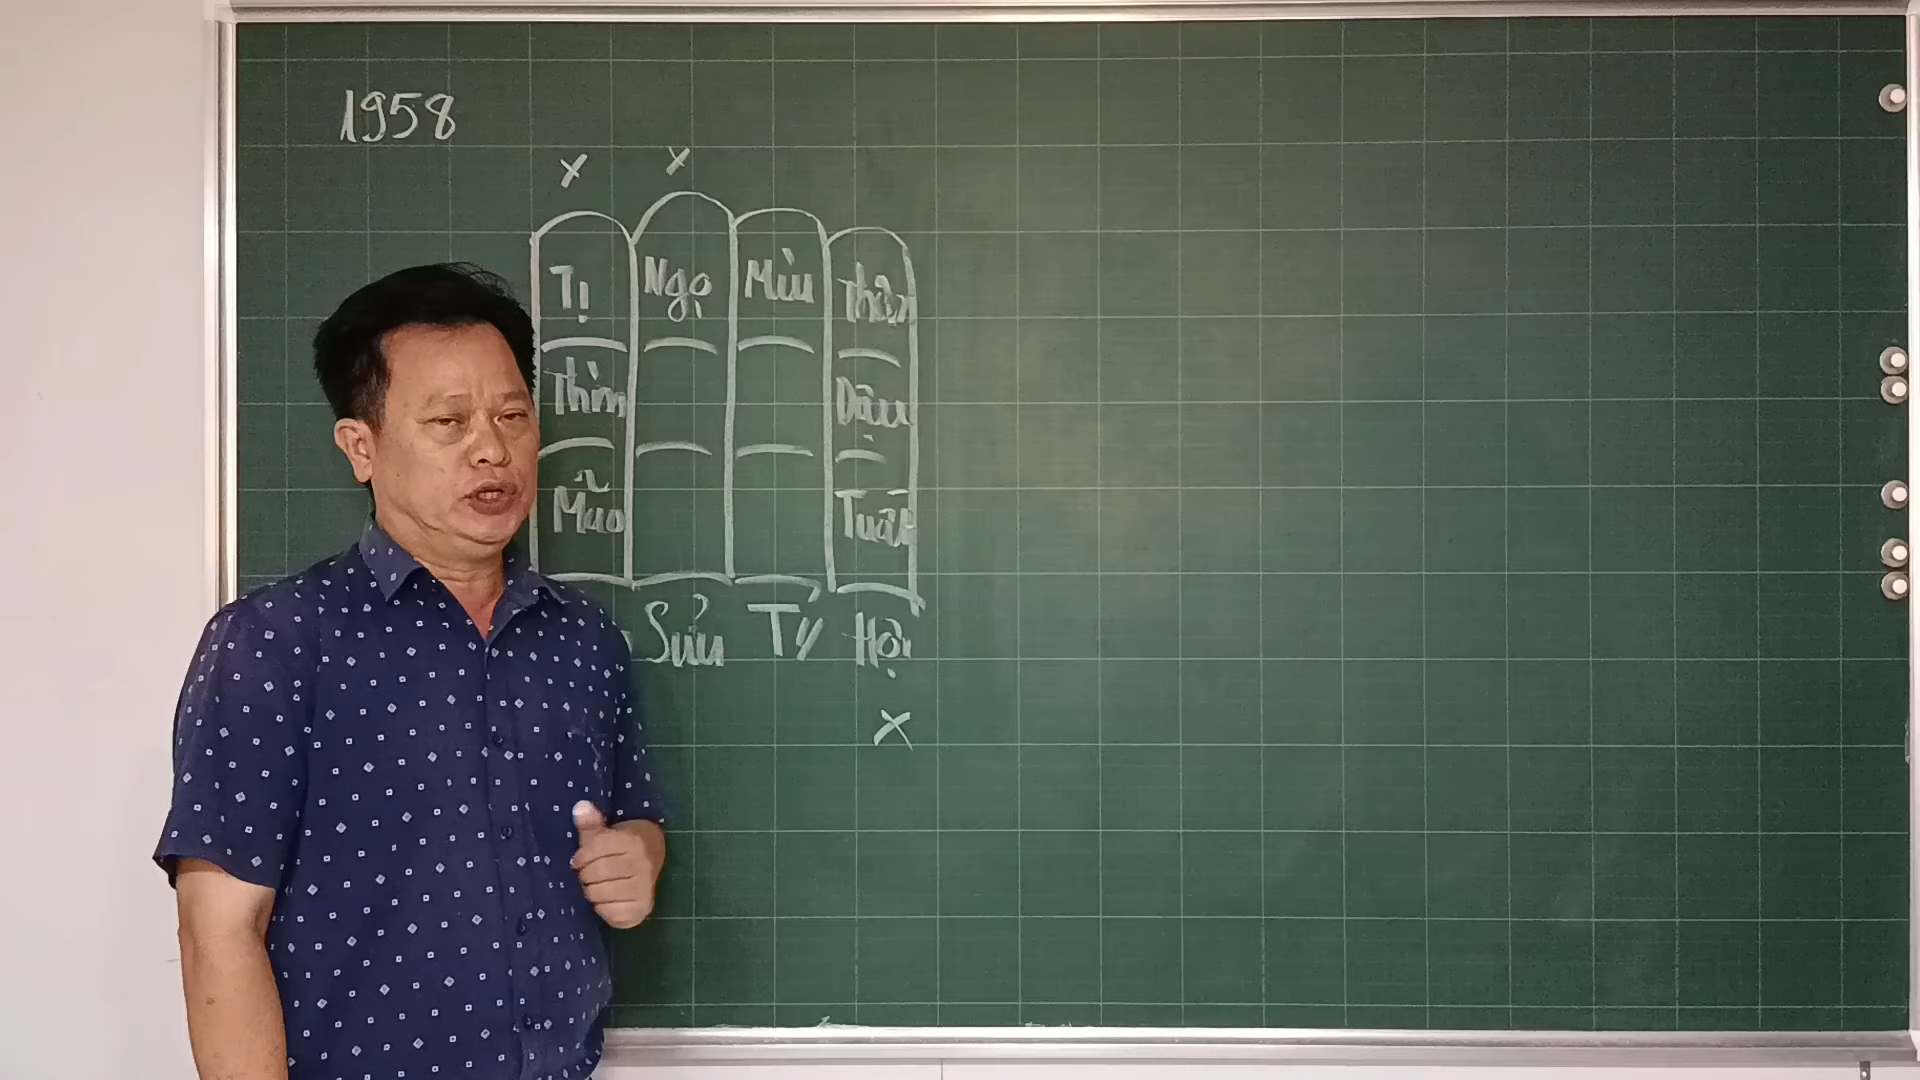 1958
x x
Tị Ngọ Mùi Thân
Thìn Dậu
Mão Tuất
Sửu Tý Hợi
x